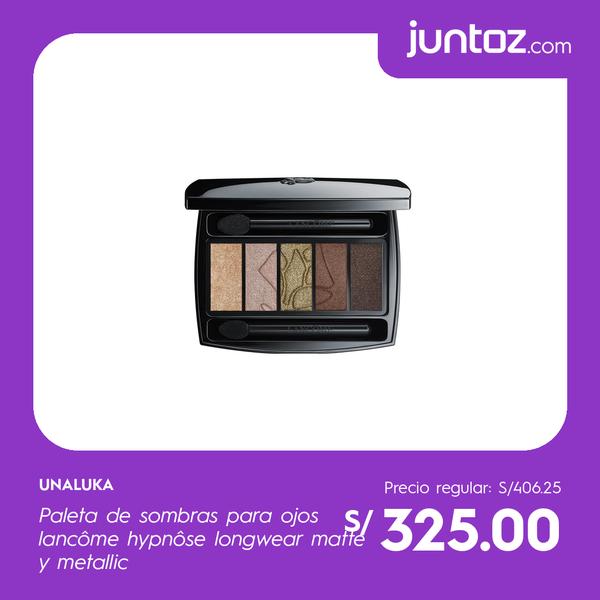 juntoz.com
LANCÔME
UNALUKA
Precio regular: S/406.25
Paleta de sombras para ojos
lancôme hypnôse longwear matte
y metallic
S/ 325.00